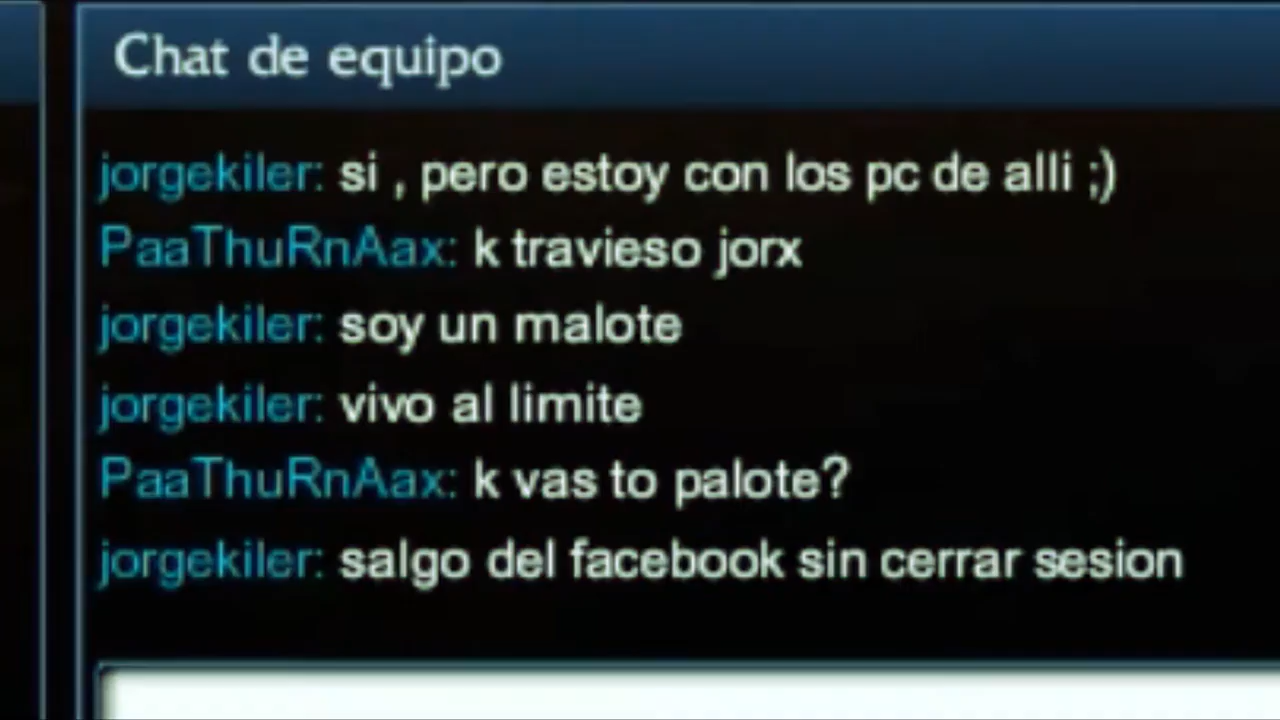 Chat de equipo
jorgekiler: si , pero estoy con los pc de alli ;)
PaaThuRnAax: k travieso jorx
jorgekiler: soy un malote
jorgekiler: vivo al limite
PaaThuRnAax: k vas to palote?
jorgekiler: salgo del facebook sin cerrar sesion